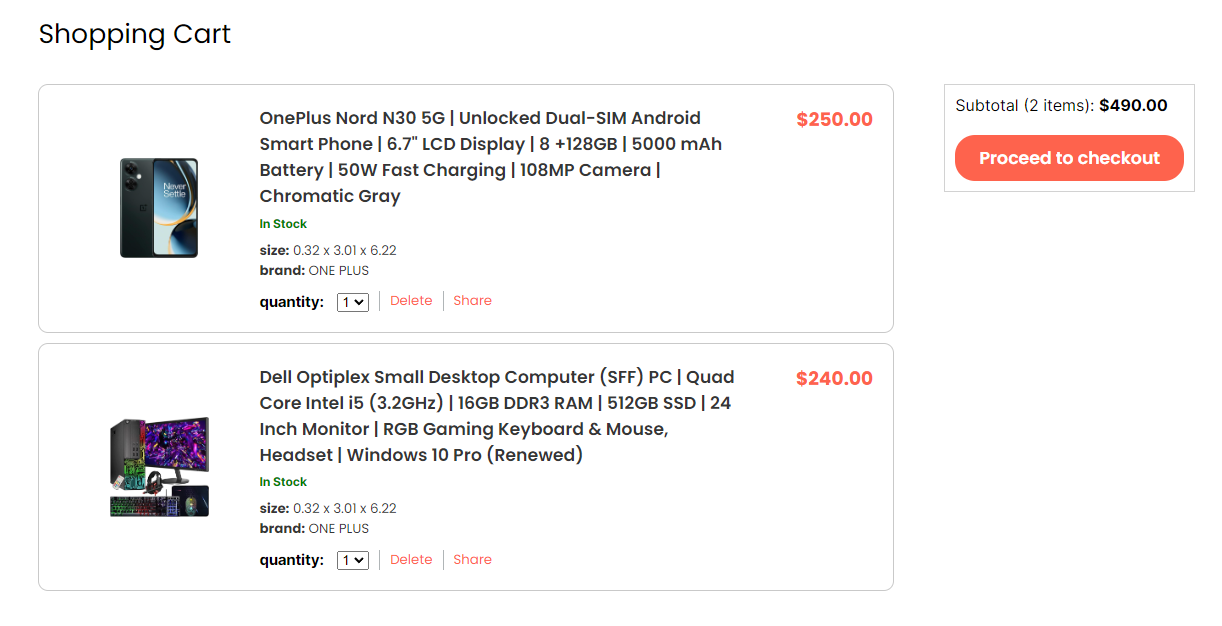 Shopping Cart
OnePlus Nord N30 5G | Unlocked Dual-SIM Android
Smart Phone | 6.7" LCD Display | 8 +128GB | 5000 mAh
Battery | 50W Fast Charging | 108MP Camera |
Chromatic Gray
$250.00
Never
Settle
In Stock
size: 0.32 x 3.01 x 6.22
brand: ONE PLUS
quantity: 1 Delete Share
Dell Optiplex Small Desktop Computer (SFF) PC | Quad
Core Intel i5 (3.2GHz) | 16GB DDR3 RAM | 512GB SSD | 24
Inch Monitor | RGB Gaming Keyboard & Mouse,
Headset | Windows 10 Pro (Renewed)
$240.00
In Stock
size: 0.32 x 3.01 x 6.22
brand: ONE PLUS
quantity: 1 Delete Share
Subtotal (2 items): $490.00
Proceed to checkout